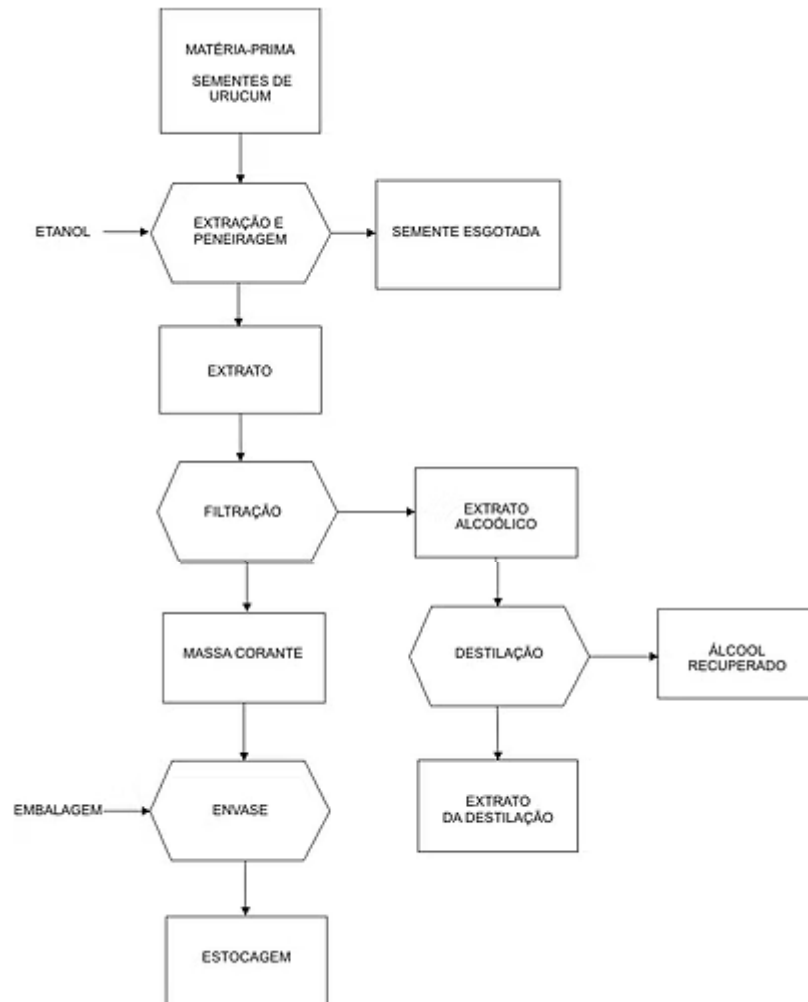 MATÉRIA-PRIMA
SEMENTES DE
URUCUM
ETANOL
EXTRAÇÃO E
PENEIRAGEM
SEMENTE ESGOTADA
EXTRATO
FILTRAÇÃO
EXTRATO
ALCOÓLICO
MASSA CORANTE
DESTILAÇÃO
ÁLCOOL
RECUPERADO
EMBALAGEM
ENVASE
EXTRATO
DA DESTILAÇÃO
ESTOCAGEM